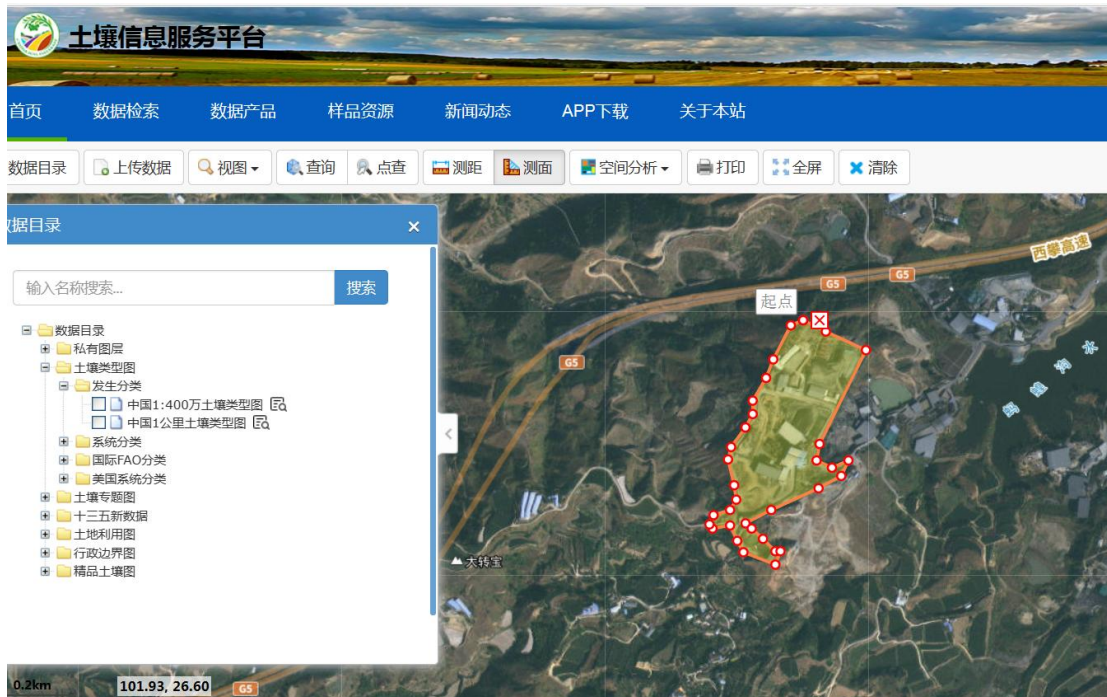 土壤信息服务平台
首页 数据检索 数据产品 样品资源 新闻动态 APP下载 关于本站
数据目录 上传数据 视图 查询 点查 测距 测面 空间分析 打印 全屏 清除
数据目录 ×
西攀高速
G5
G5
输入名称搜索... 搜索
起点
数据目录
私有图层
土壤类型图
G5
发生分类
中国1:400万土壤类型图
中国1公里土壤类型图
系统分类
国际FAO分类
美国系统分类
土壤专题图
十三五新数据
土地利用图
行政边界图
大转宝
精品土壤图
0.2km 101.93, 26.60 G5